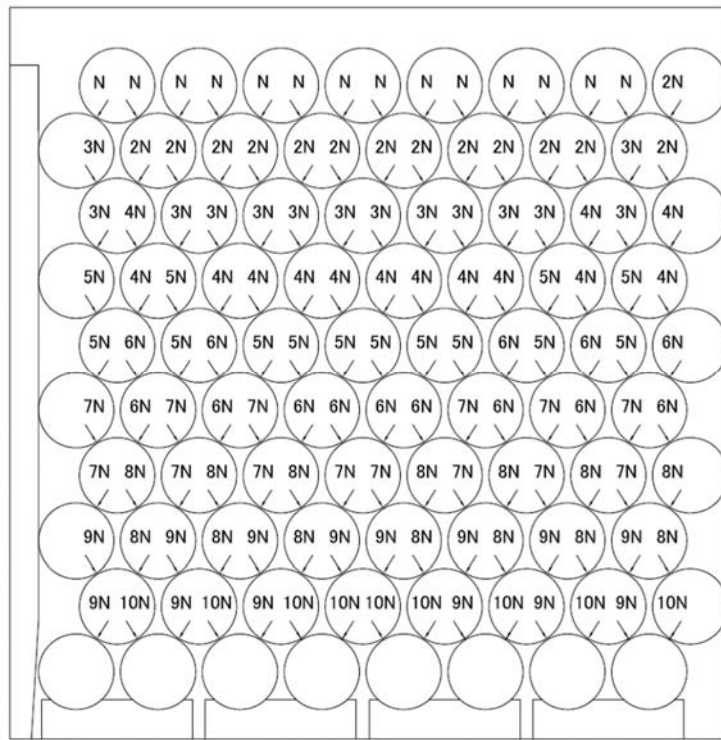 N N N N N N N N N N N N N N 2N
3N 2N 2N 2N 2N 2N 2N 2N 2N 2N 2N 2N 2N 3N 2N
3N 4N 3N 3N 3N 3N 3N 3N 3N 3N 3N 3N 4N 3N 4N
5N 4N 5N 4N 4N 4N 4N 4N 4N 4N 4N 5N 4N 5N 4N
5N 6N 5N 6N 5N 5N 5N 5N 5N 5N 6N 5N 6N 5N 6N
7N 6N 7N 6N 7N 6N 6N 6N 6N 7N 6N 7N 6N 7N 6N
7N 8N 7N 8N 7N 8N 7N 7N 8N 7N 8N 7N 8N 7N 8N
9N 8N 9N 8N 9N 8N 9N 9N 8N 9N 8N 9N 8N 9N 8N
9N 10N 9N 10N 9N 10N 10N 10N 10N 9N 10N 9N 10N 9N 10N